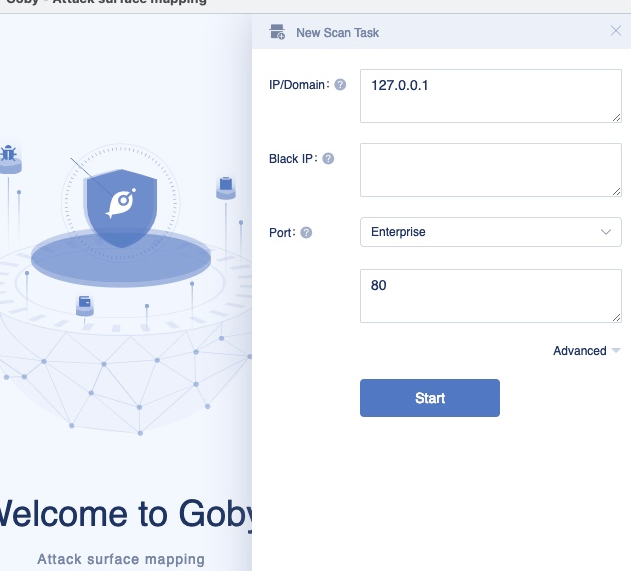 Goby - Attack surface mapping
New Scan Task
IP/Domain: ?
127.0.0.1
Black IP: ?
Port: ?
Enterprise
80
Advanced
Start
Welcome to Goby
Attack surface mapping